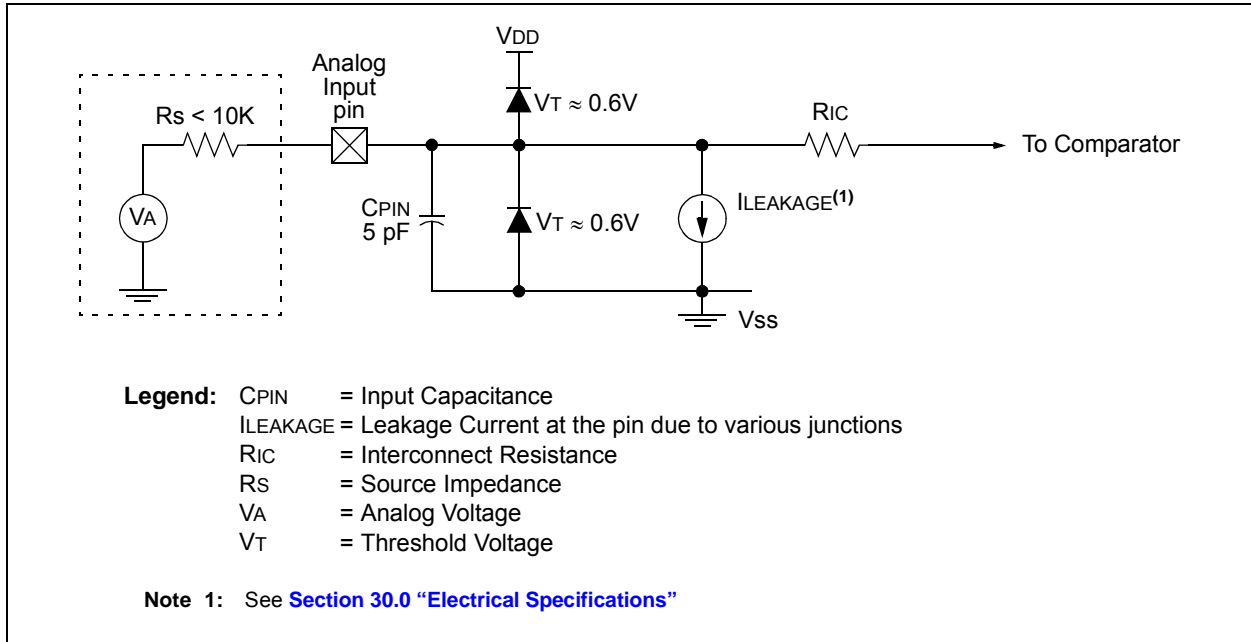 VDD
Analog
Input
pin
Rs < 10K
VT ≈ 0.6V
RIC
To Comparator
VA
CPIN
5 pF
VT ≈ 0.6V
ILEAKAGE(1)
Vss
Legend: CPIN = Input Capacitance
ILEAKAGE = Leakage Current at the pin due to various junctions
RIC = Interconnect Resistance
RS = Source Impedance
VA = Analog Voltage
VT = Threshold Voltage
Note 1: See Section 30.0 “Electrical Specifications”